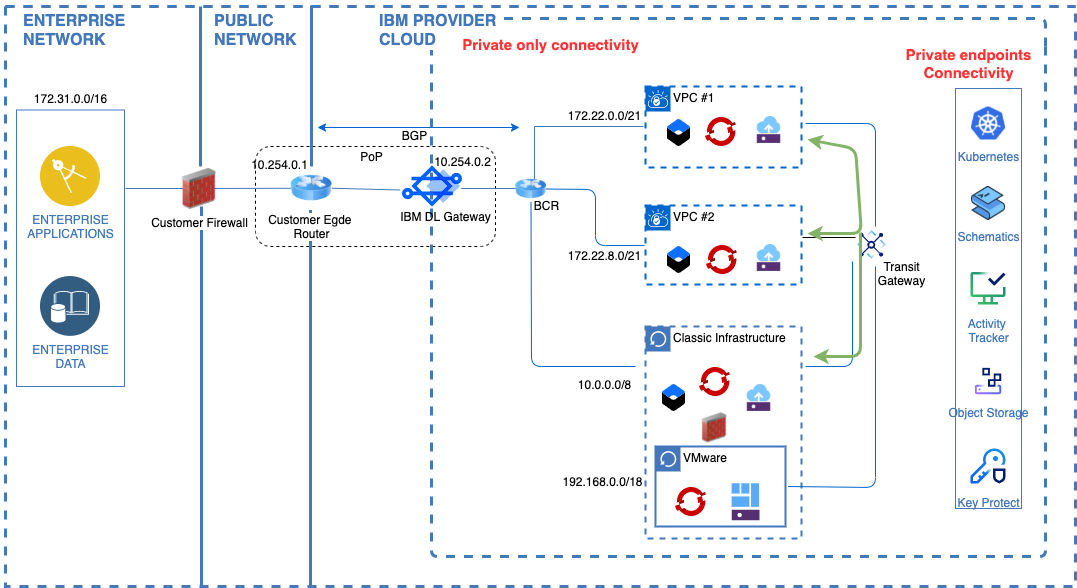 ENTERPRISE
NETWORK
PUBLIC
NETWORK
IBM PROVIDER
CLOUD
Private only connectivity
Private endpoints
Connectivity
172.31.0.0/16
ENTERPRISE
APPLICATIONS
ENTERPRISE
DATA
Customer Firewall
BGP
PoP
10.254.0.1
10.254.0.2
Customer Egde
Router
IBM DL Gateway
BCR
172.22.0.0/21
VPC #1
172.22.8.0/21
VPC #2
Transit
Gateway
Classic Infrastructure
10.0.0.0/8
VMware
192.168.0.0/18
Kubernetes
Schematics
Activity
Tracker
Object Storage
Key Protect